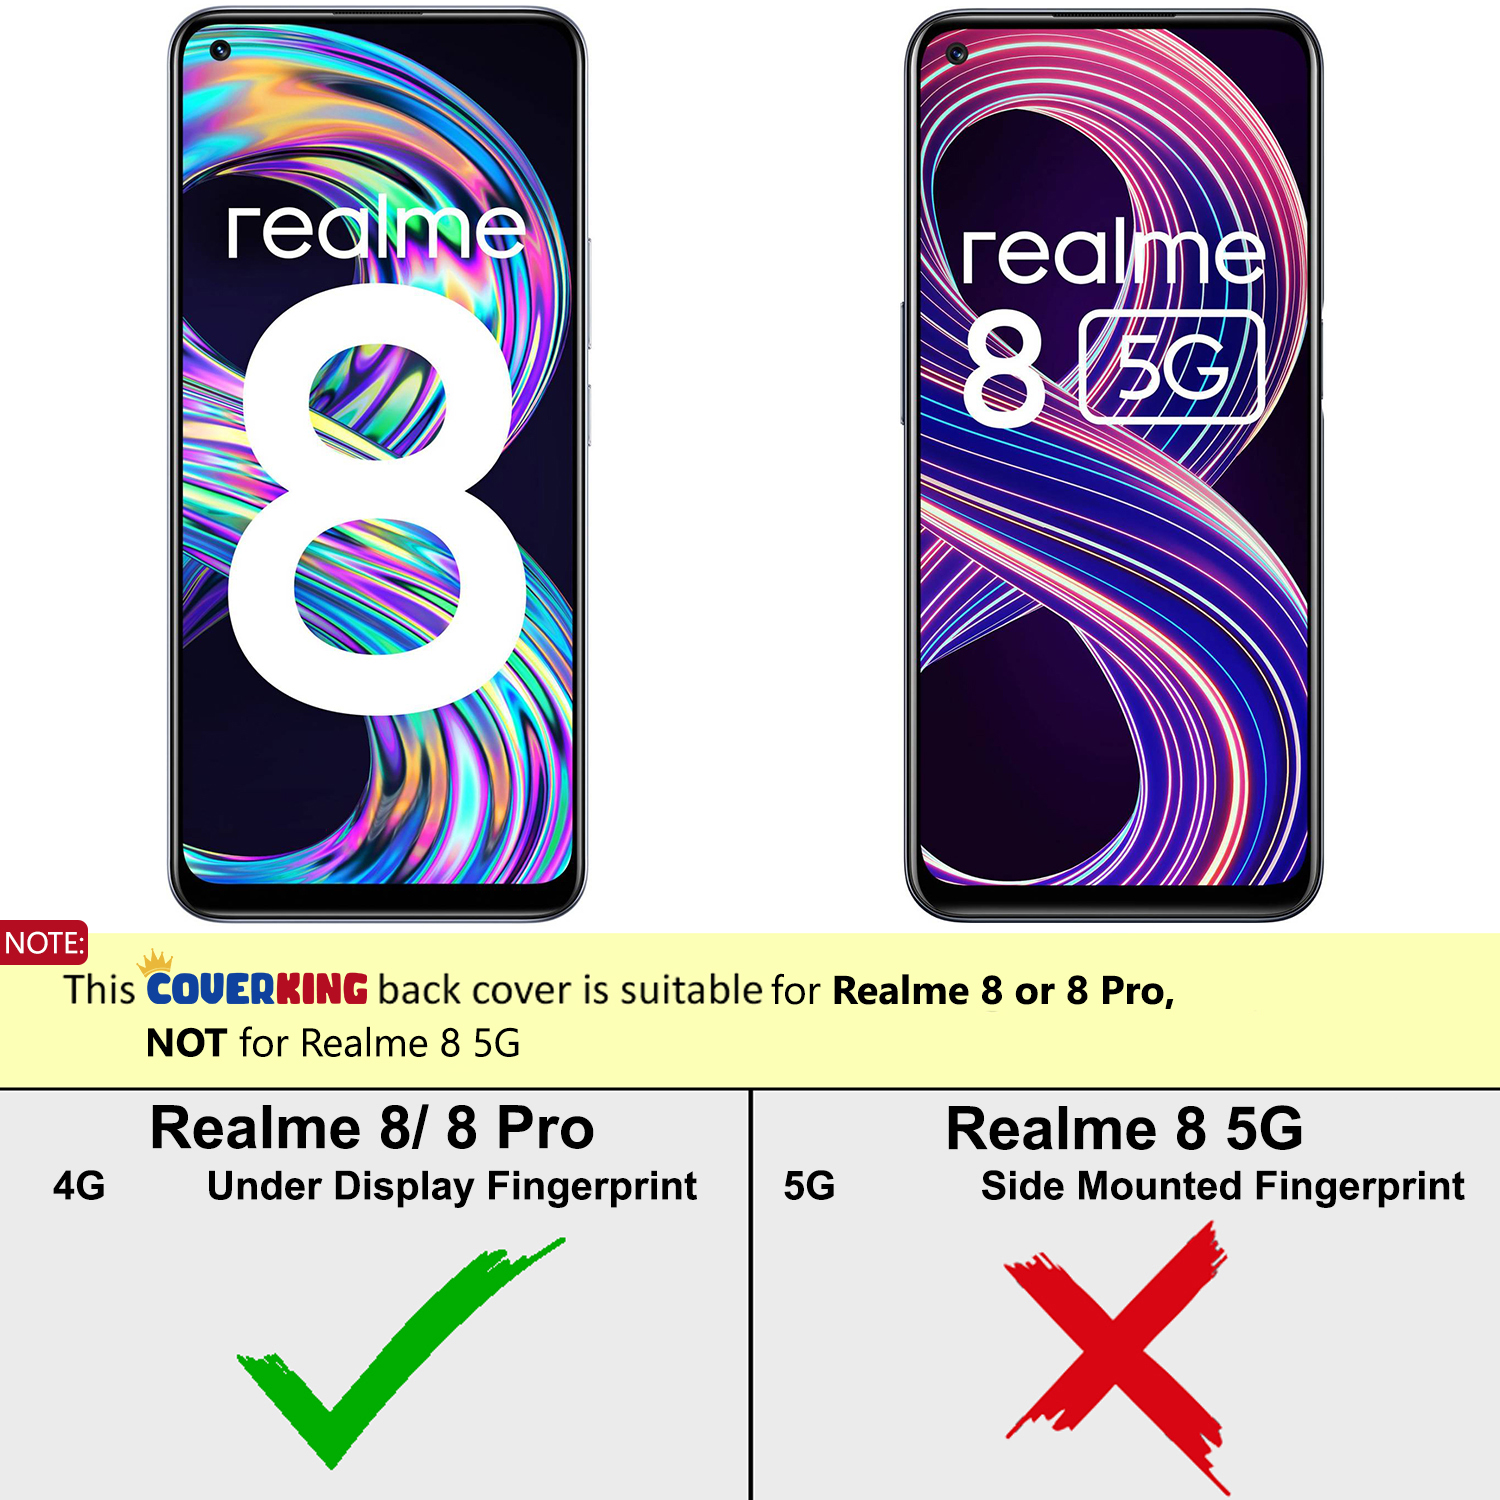 realme
8
realme
8 5G
NOTE:
This COVERKING back cover is suitable for Realme 8 or 8 Pro,
NOT for Realme 8 5G
Realme 8/ 8 Pro
4G Under Display Fingerprint
Realme 8 5G
5G Side Mounted Fingerprint